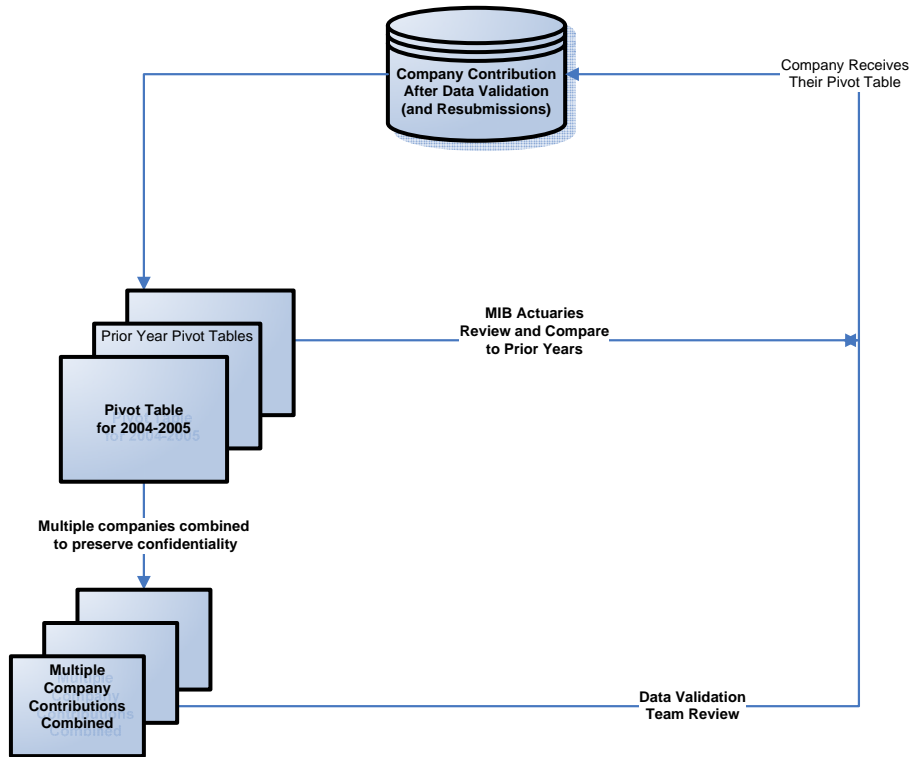 Company Contribution
After Data Validation
(and Resubmissions)
Company Receives
Their Pivot Table
MIB Actuaries
Review and Compare
to Prior Years
Prior Year Pivot Tables
Pivot Table
for 2004-2005
Multiple companies combined
to preserve confidentiality
Multiple
Company
Contributions
Combined
Data Validation
Team Review